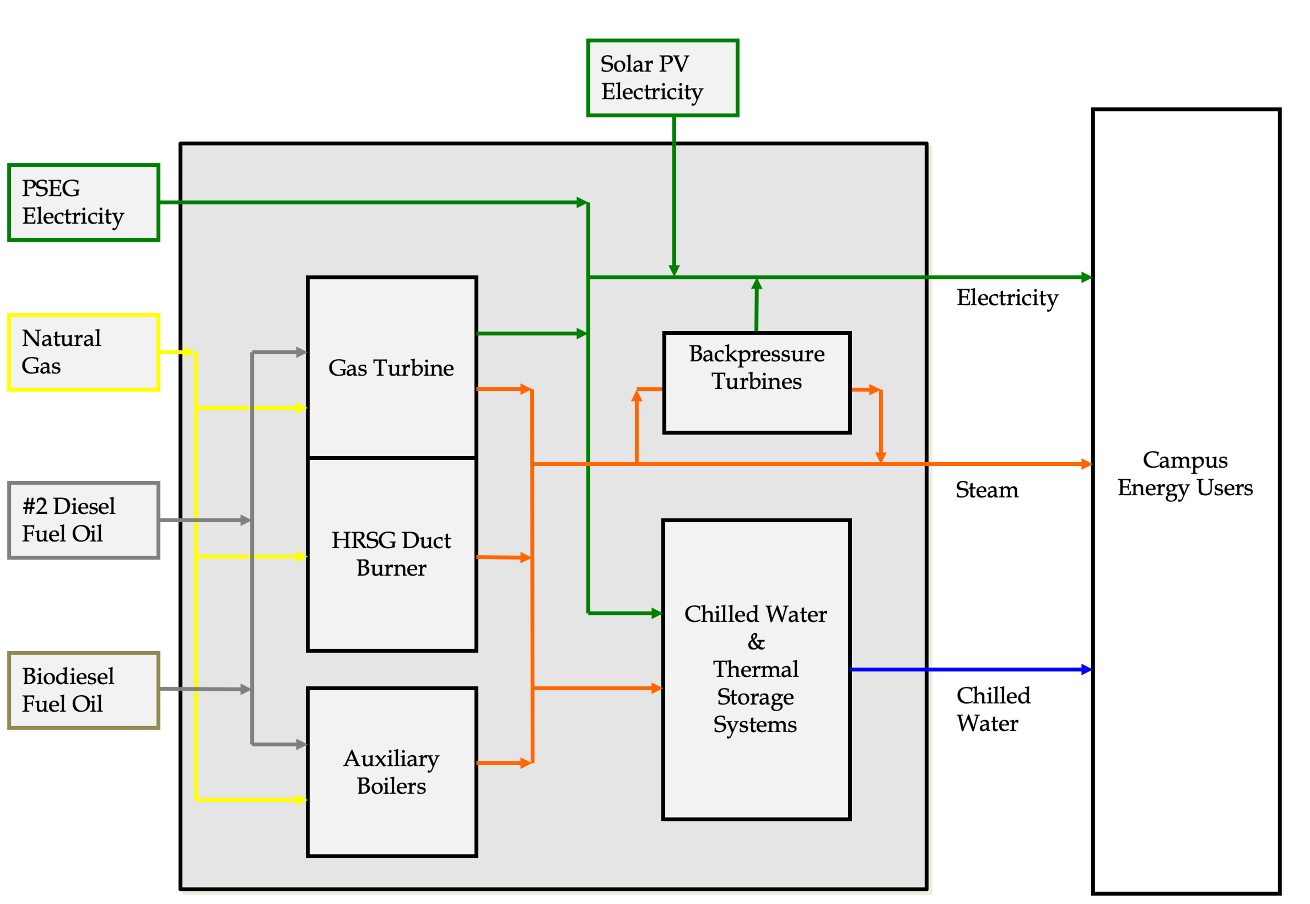 Solar PV
Electricity
PSEG
Electricity
Natural
Gas
#2 Diesel
Fuel Oil
Biodiesel
Fuel Oil
Gas Turbine
HRSG Duct
Burner
Auxiliary
Boilers
Backpressure
Turbines
Chilled Water
&
Thermal
Storage
Systems
Electricity
Steam
Chilled
Water
Campus
Energy Users